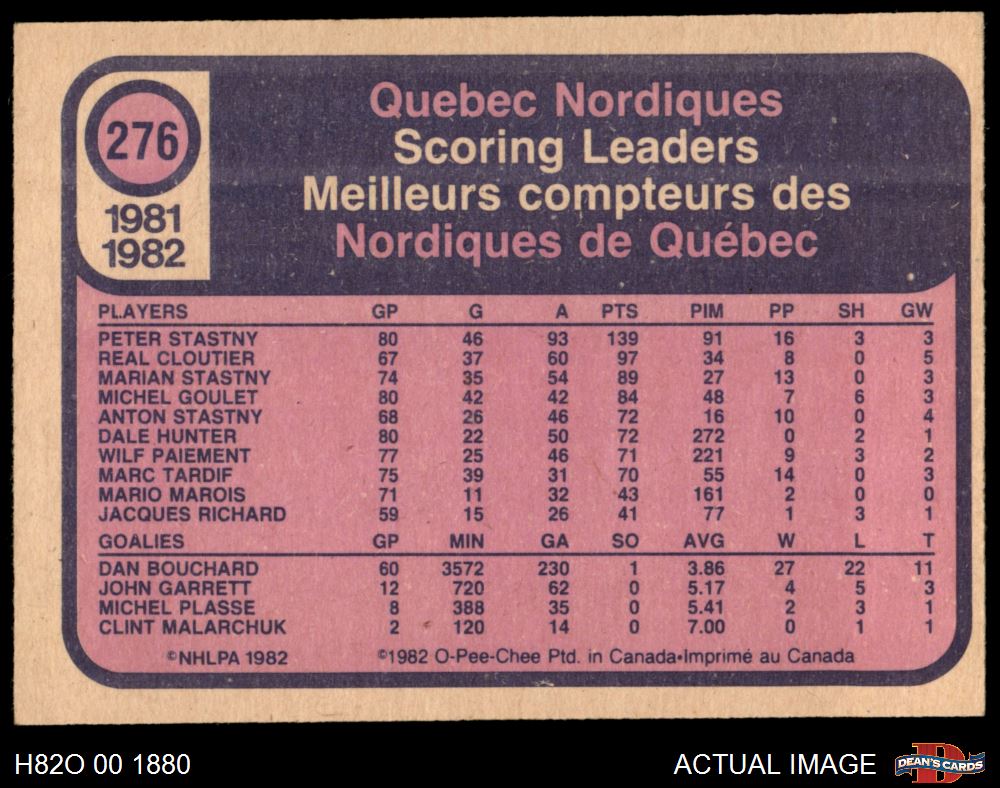 276
1981
1982
Quebec Nordiques
Scoring Leaders
Meilleurs compteurs des
Nordiques de Québec
PLAYERS GP G A PTS PIM PP SH GW
PETER STASTNY 80 46 93 139 91 16 3 3
REAL CLOUTIER 67 37 60 97 34 8 0 5
MARIAN STASTNY 74 35 54 89 27 13 0 3
MICHEL GOULET 80 42 42 84 48 7 6 3
ANTON STASTNY 68 26 46 72 16 10 0 4
DALE HUNTER 80 22 50 72 272 0 2 1
WILF PAIEMENT 77 25 46 71 221 9 3 2
MARC TARDIF 75 39 31 70 55 14 0 3
MARIO MAROIS 71 11 32 43 161 2 0 0
JACQUES RICHARD 59 15 26 41 77 1 3 1
GOALIES GP MIN GA SO AVG W L T
DAN BOUCHARD 60 3572 230 1 3.86 27 22 11
JOHN GARRETT 12 720 62 0 5.17 4 5 3
MICHEL PLASSE 8 388 35 0 5.41 2 3 1
CLINT MALARCHUK 2 120 14 0 7.00 0 1 1
©NHLPA 1982 ©1982 O-Pee-Chee Ptd. in Canada•Imprimé au Canada
H82O 00 1880 ACTUAL IMAGE DEAN'S CARDS